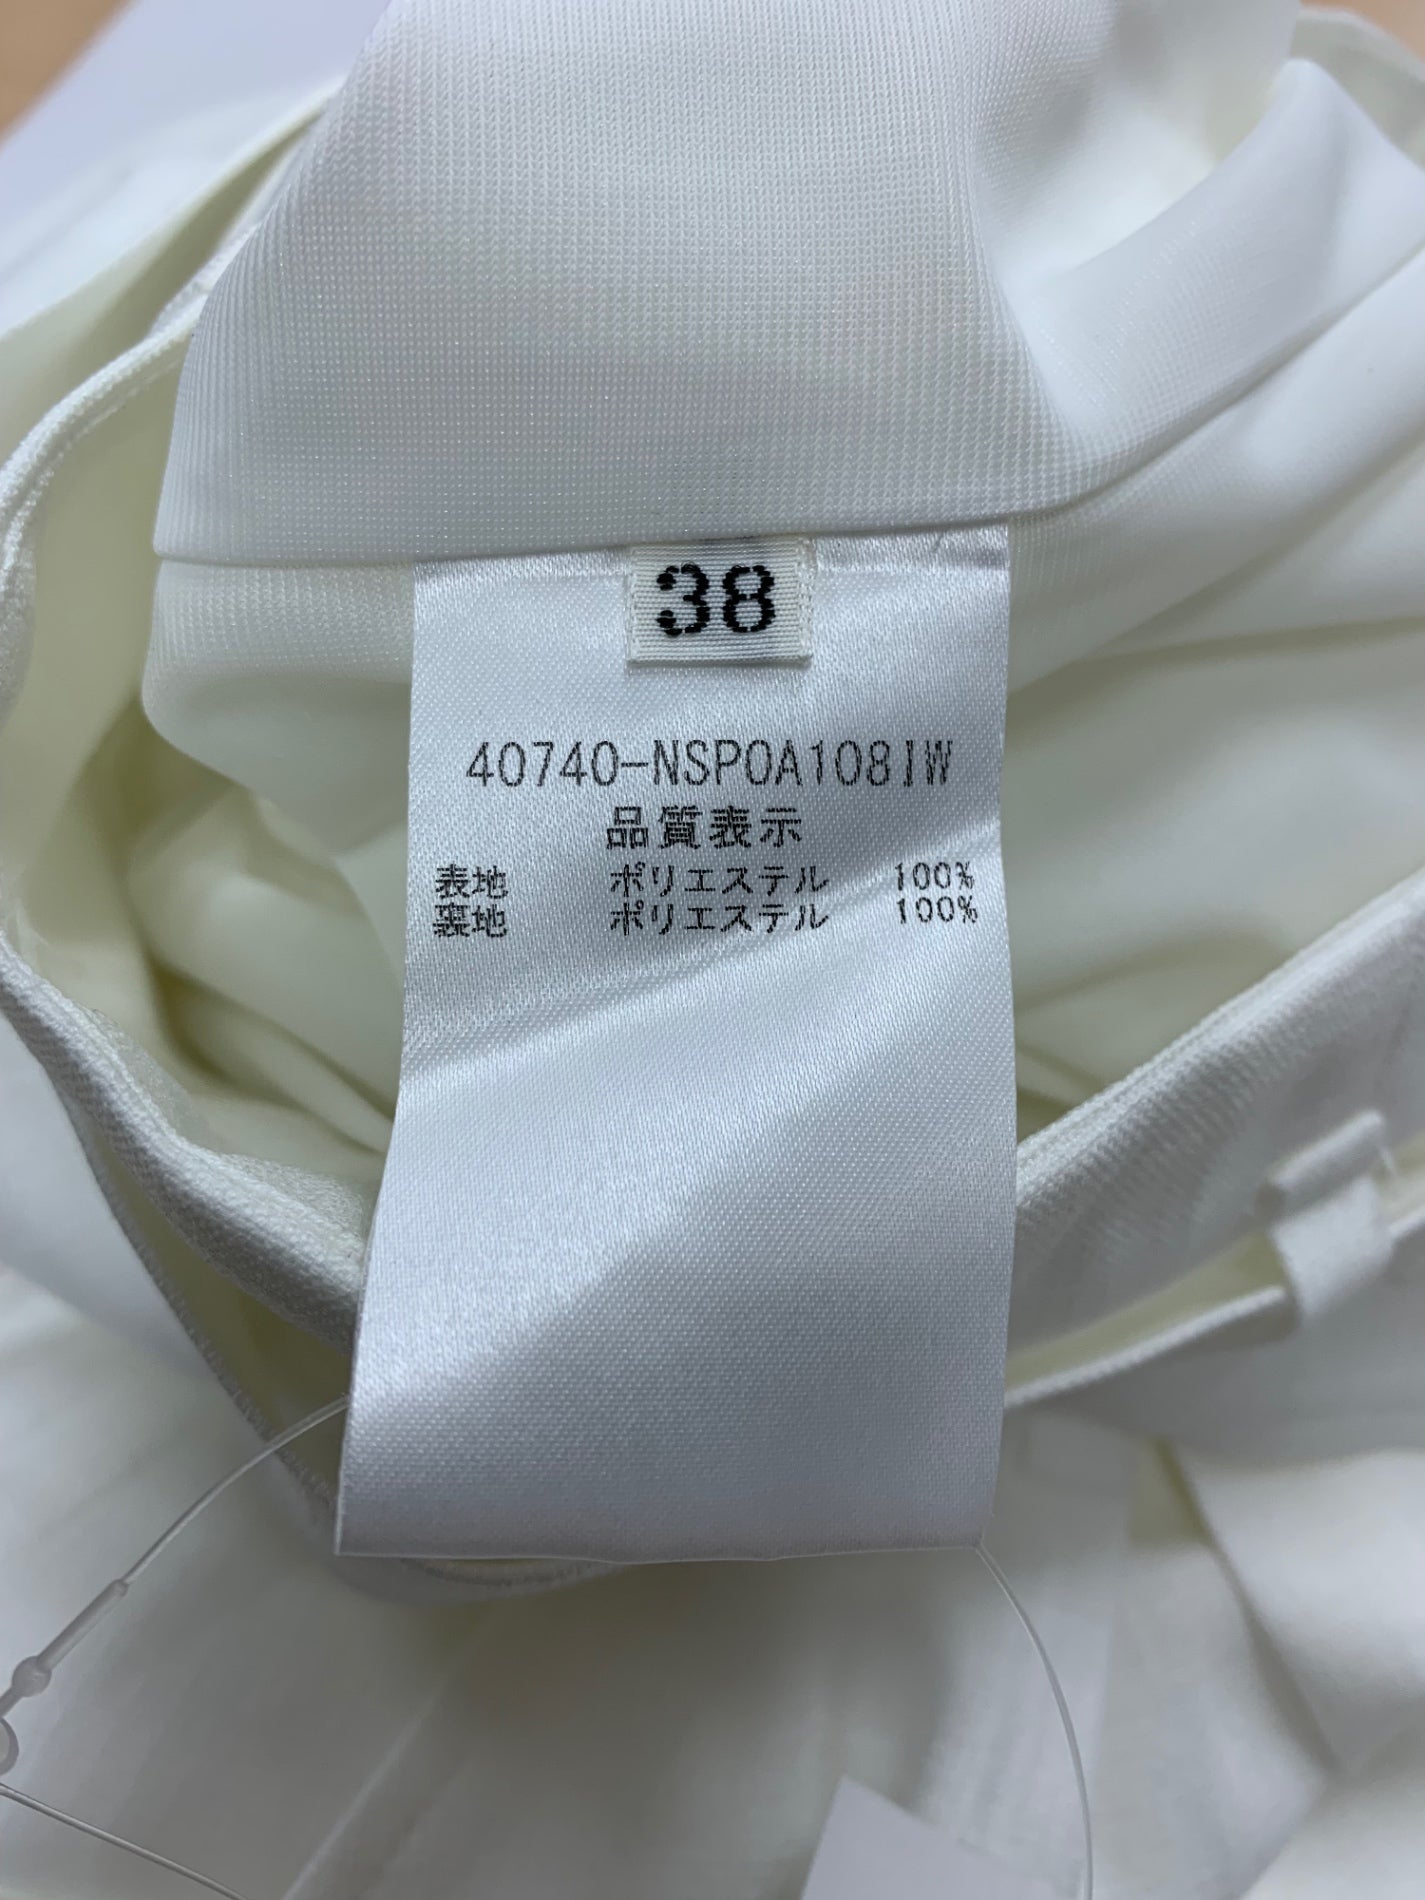 38
40740-NSPOA108IW
品質表示
表地 ポリエステル 100%
裏地 ポリエステル 100%